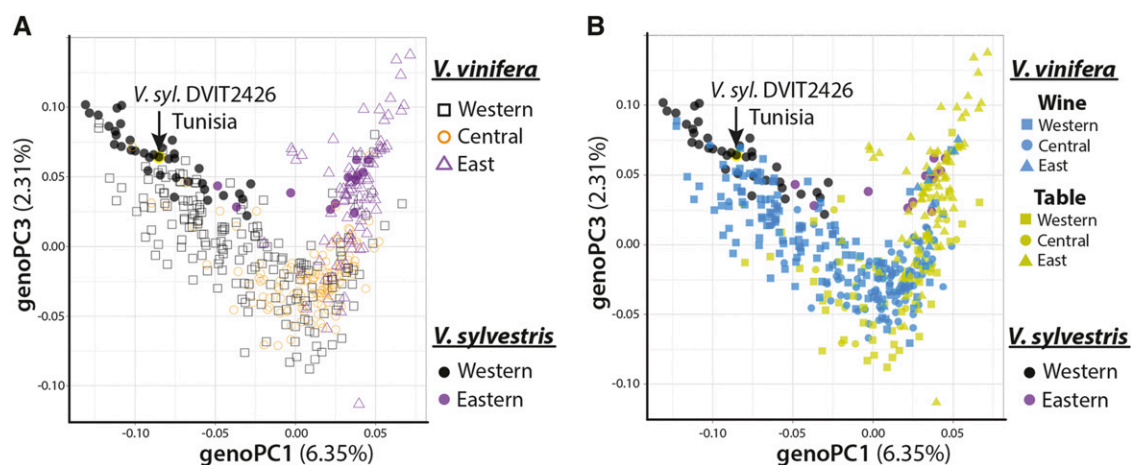 A
genoPC3 (2.31%)
0.10
0.05
0.00
-0.05
-0.10
-0.10
-0.05
0.00
0.05
genoPC1 (6.35%)
V. syl. DVIT2426
Tunisia
V. vinifera
Western
Central
East
V. sylvestris
Western
Eastern
B
genoPC3 (2.31%)
0.10
0.05
0.00
-0.05
-0.10
-0.10
-0.05
0.00
0.05
genoPC1 (6.35%)
V. syl. DVIT2426
Tunisia
V. vinifera
Wine
Western
Central
East
Table
Western
Central
East
V. sylvestris
Western
Eastern